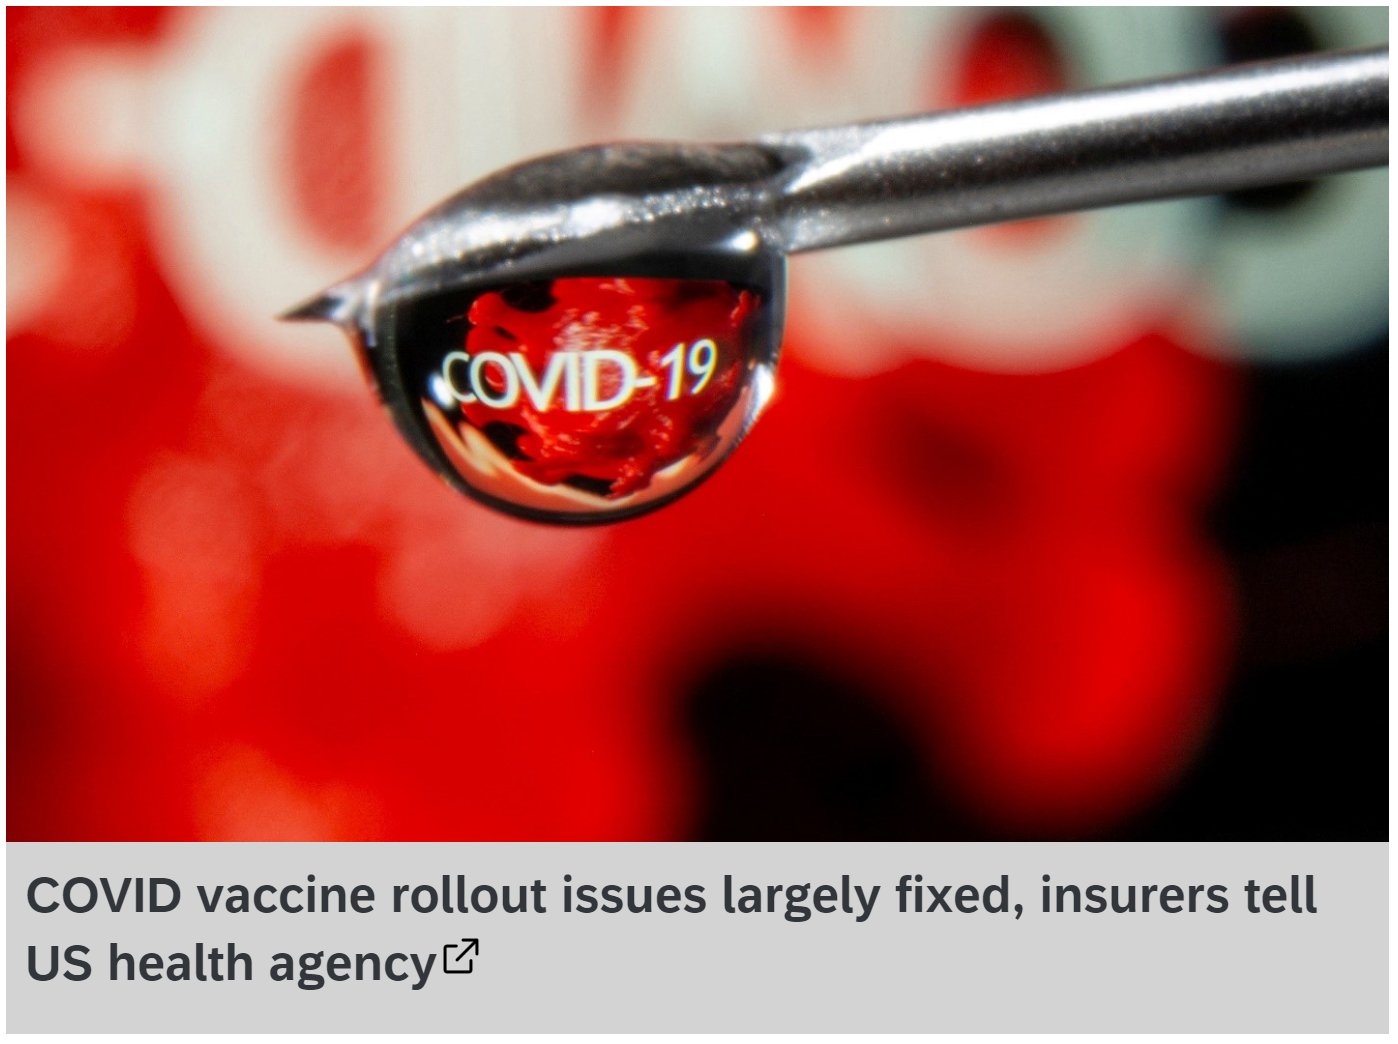 COVID-19
COVID vaccine rollout issues largely fixed, insurers tell
US health agency